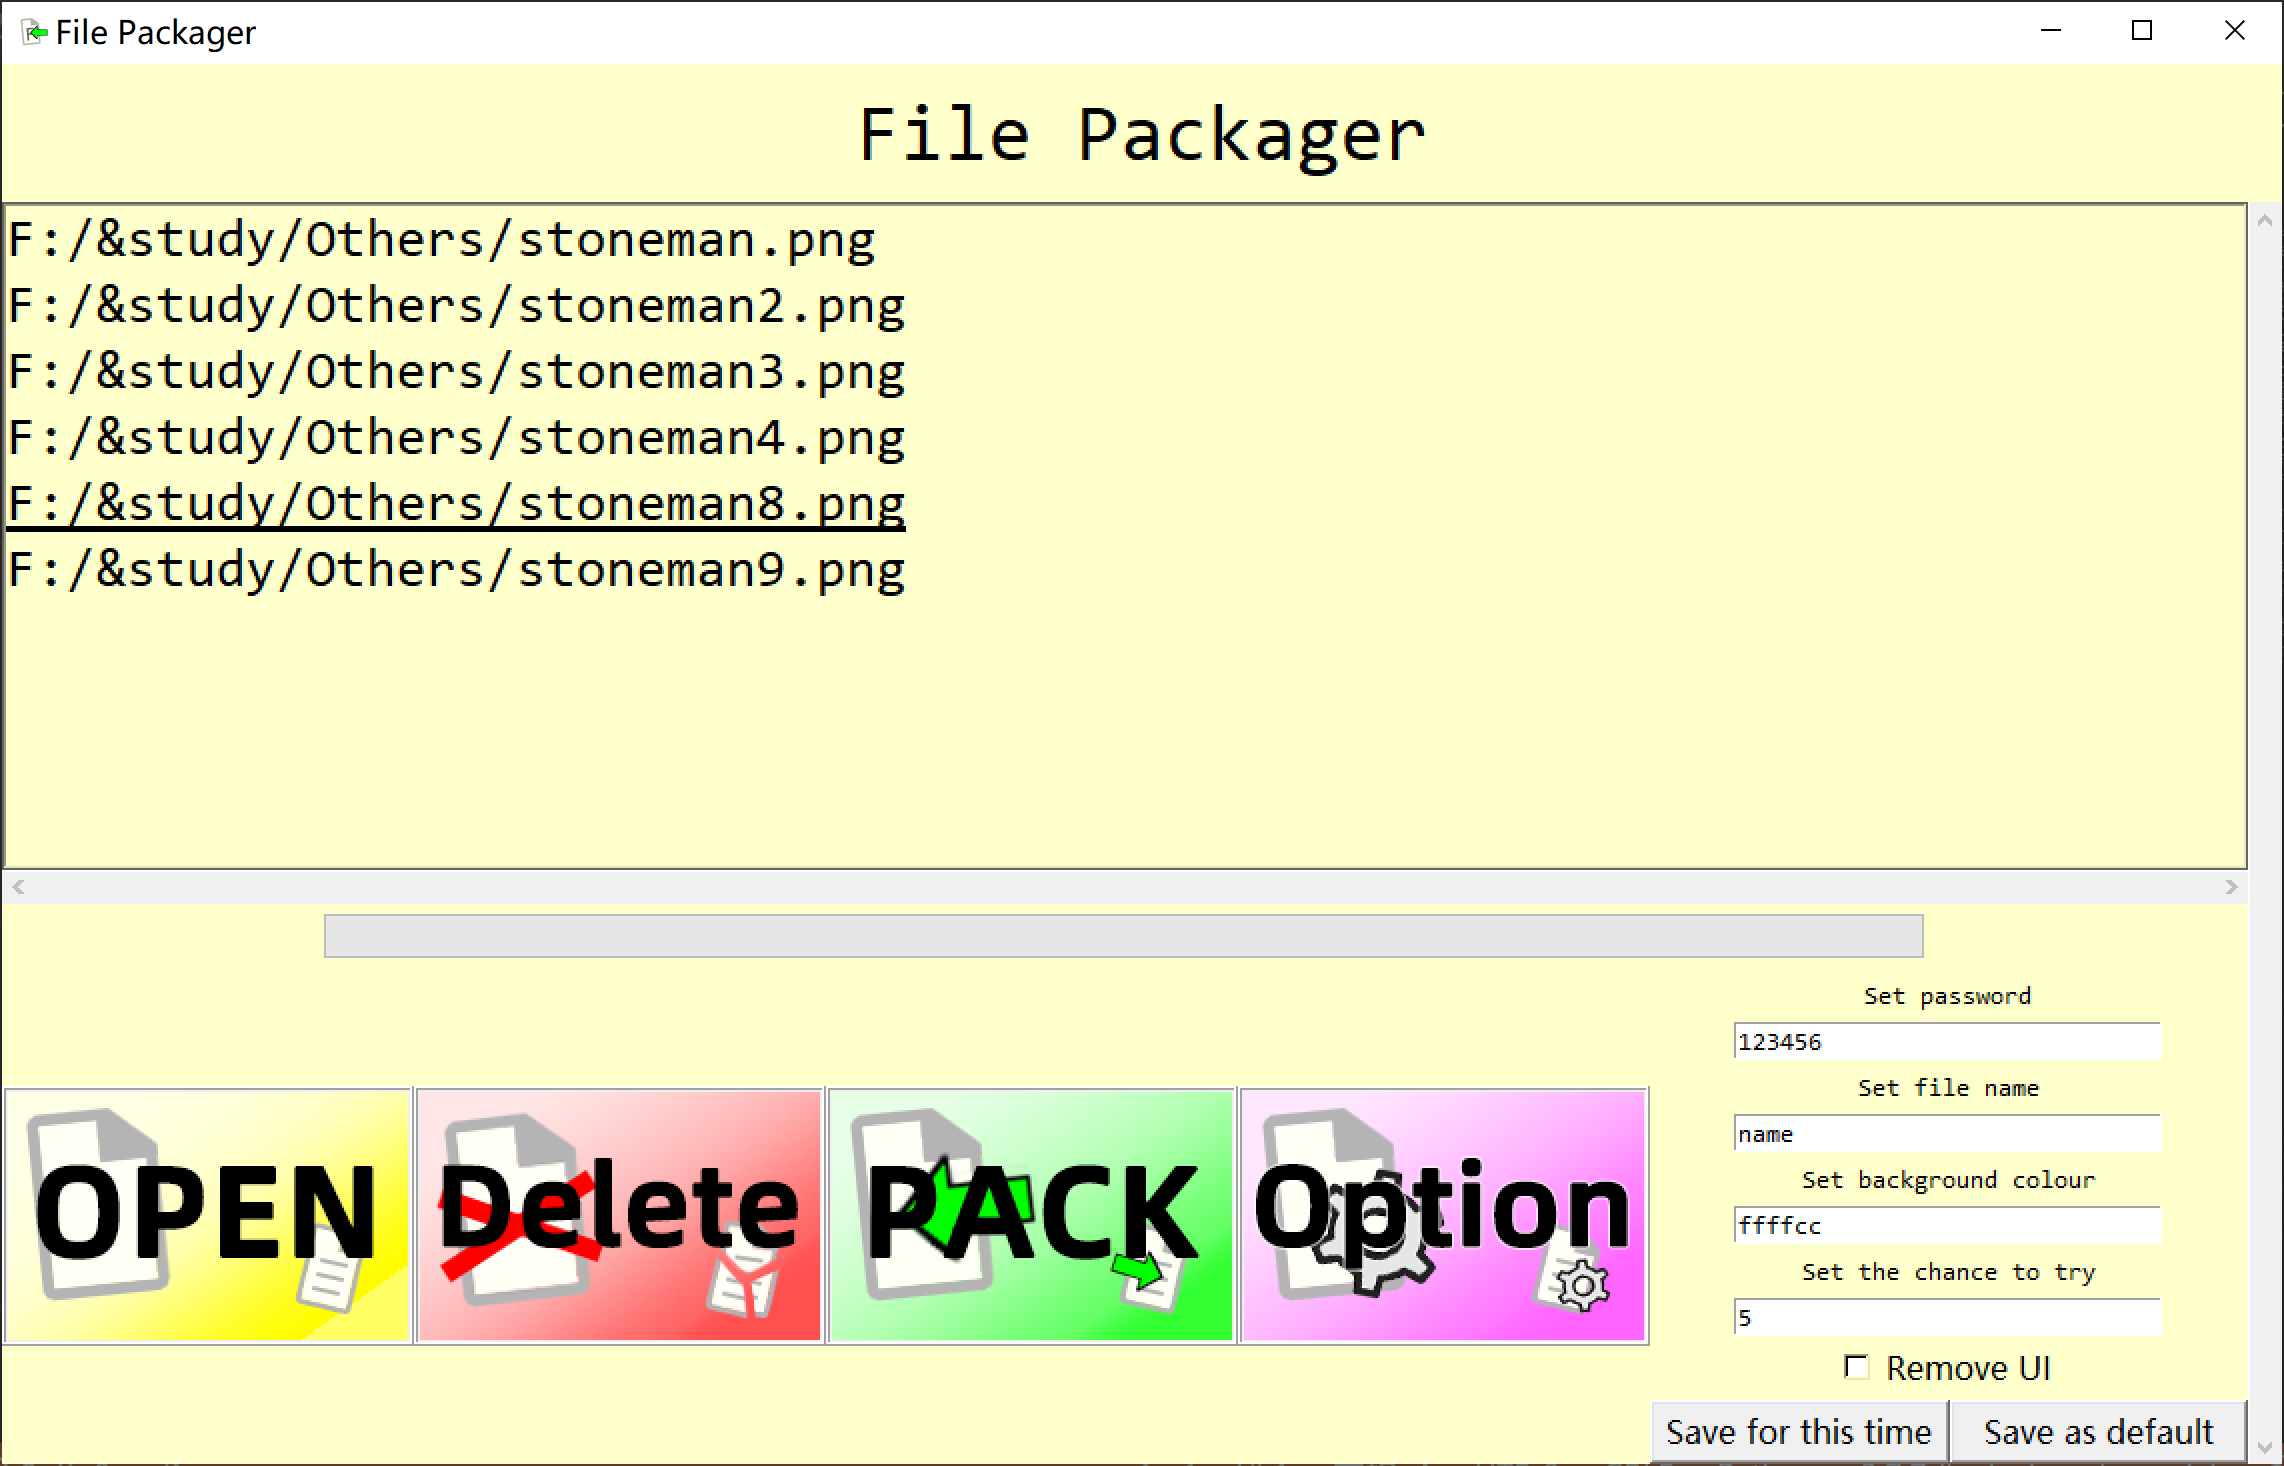 File Packager
File Packager
F:/&study/Others/stoneman.png
F:/&study/Others/stoneman2.png
F:/&study/Others/stoneman3.png
F:/&study/Others/stoneman4.png
F:/&study/Others/stoneman8.png
F:/&study/Others/stoneman9.png
OPEN
Delete
PACK
Option
Set password
123456
Set file name
name
Set background colour
ffffcc
Set the chance to try
5
Remove UI
Save for this time
Save as default